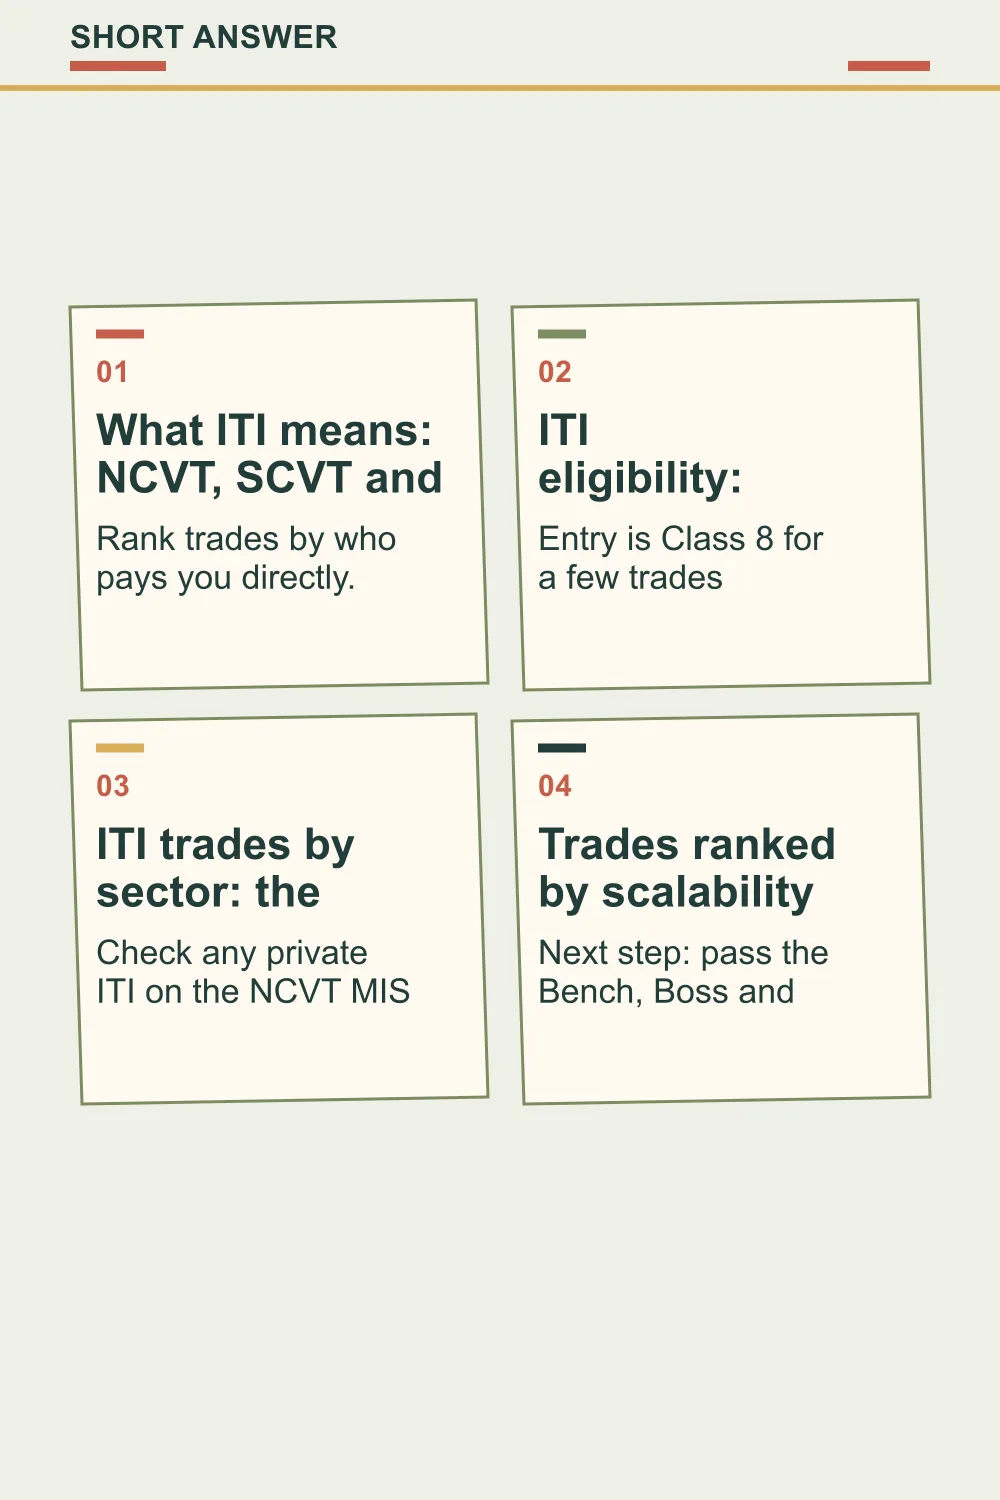 SHORT ANSWER
01
What ITI means:
NCVT, SCVT and
Rank trades by who
pays you directly.
02
ITI
eligibility:
Entry is Class 8 for
a few trades
03
ITI trades by
sector: the
Check any private
ITI on the NCVT MIS
04
Trades ranked
by scalability
Next step: pass the
Bench, Boss and